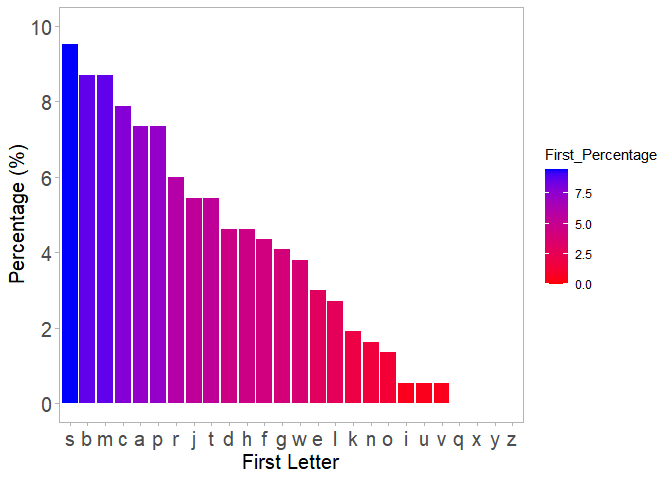 10
8
6
4
2
0
Percentage (%)
s b m c a p r j t d h f g w e l k n o i u v q x y z
First Letter
First_Percentage
7.5
5.0
2.5
0.0